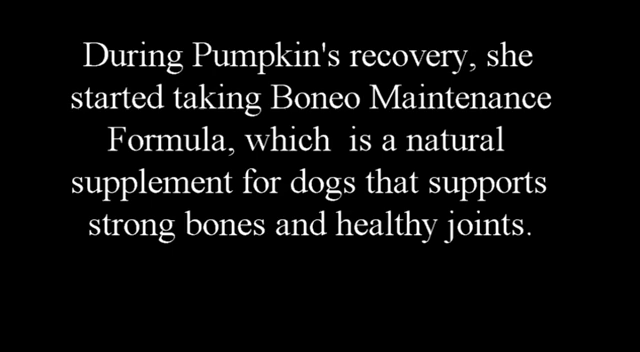 During Pumpkin's recovery, she
started taking Boneo Maintenance
Formula, which  is a natural
supplement for dogs that supports
strong bones and healthy joints.